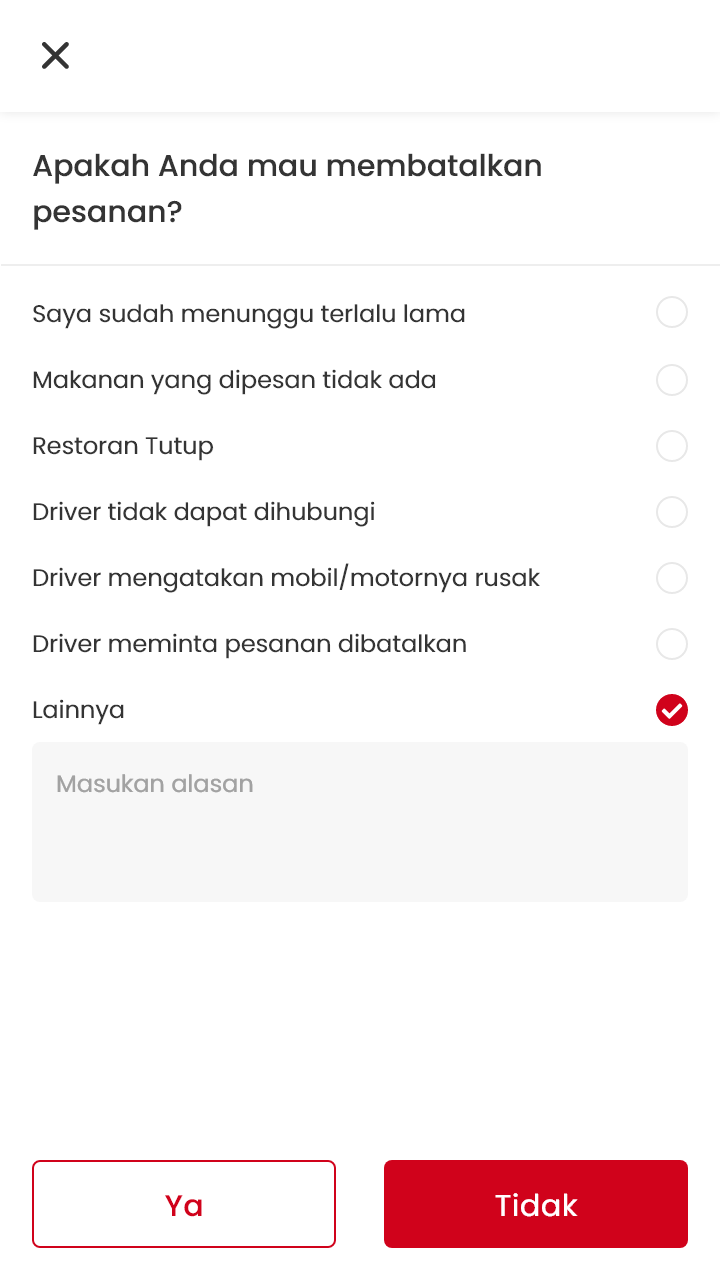 Apakah Anda mau membatalkan
pesanan?
Saya sudah menunggu terlalu lama
Makanan yang dipesan tidak ada
Restoran Tutup
Driver tidak dapat dihubungi
Driver mengatakan mobil/motornya rusak
Driver meminta pesanan dibatalkan
Lainnya
Masukan alasan
Ya
Tidak